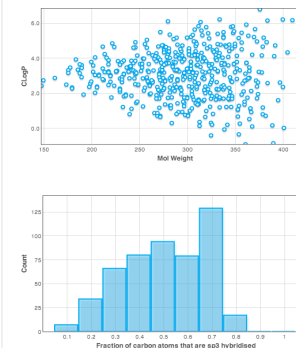 6.0
4.0
CLogP
2.0
0.0
150 200 250 300 350 400
Mol Weight
125
100
75
Count
50
25
0
0.1 0.2 0.3 0.4 0.5 0.6 0.7 0.8 0.9 1
Fraction of carbon atoms that are sp3 hybridised